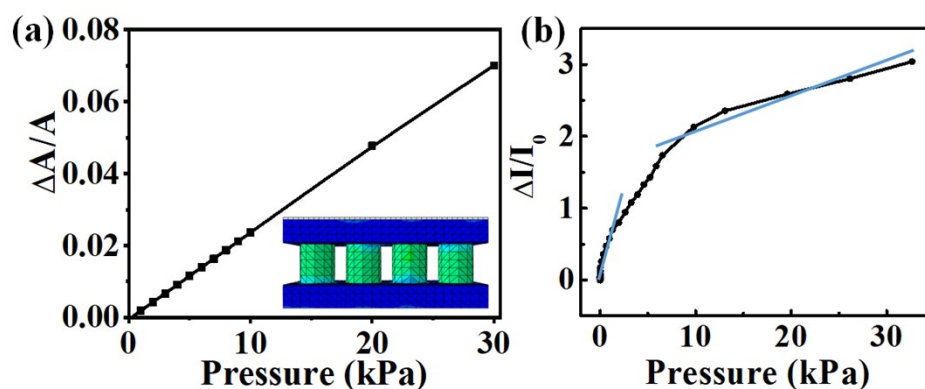 (a)
0.08
0.06
0.04
0.02
0.00
ΔA/A
0 10 20 30
Pressure (kPa)
(b)
3
2
1
0
ΔI/I₀
0 10 20 30
Pressure (kPa)